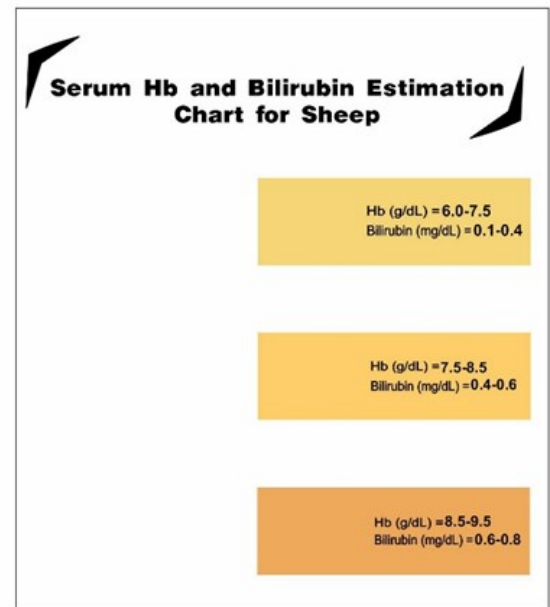 Serum Hb and Bilirubin Estimation
Chart for Sheep
Hb (g/dL) = 6.0-7.5
Bilirubin (mg/dL) = 0.1-0.4
Hb (g/dL) = 7.5-8.5
Bilirubin (mg/dL) = 0.4-0.6
Hb (g/dL) = 8.5-9.5
Bilirubin (mg/dL) = 0.6-0.8